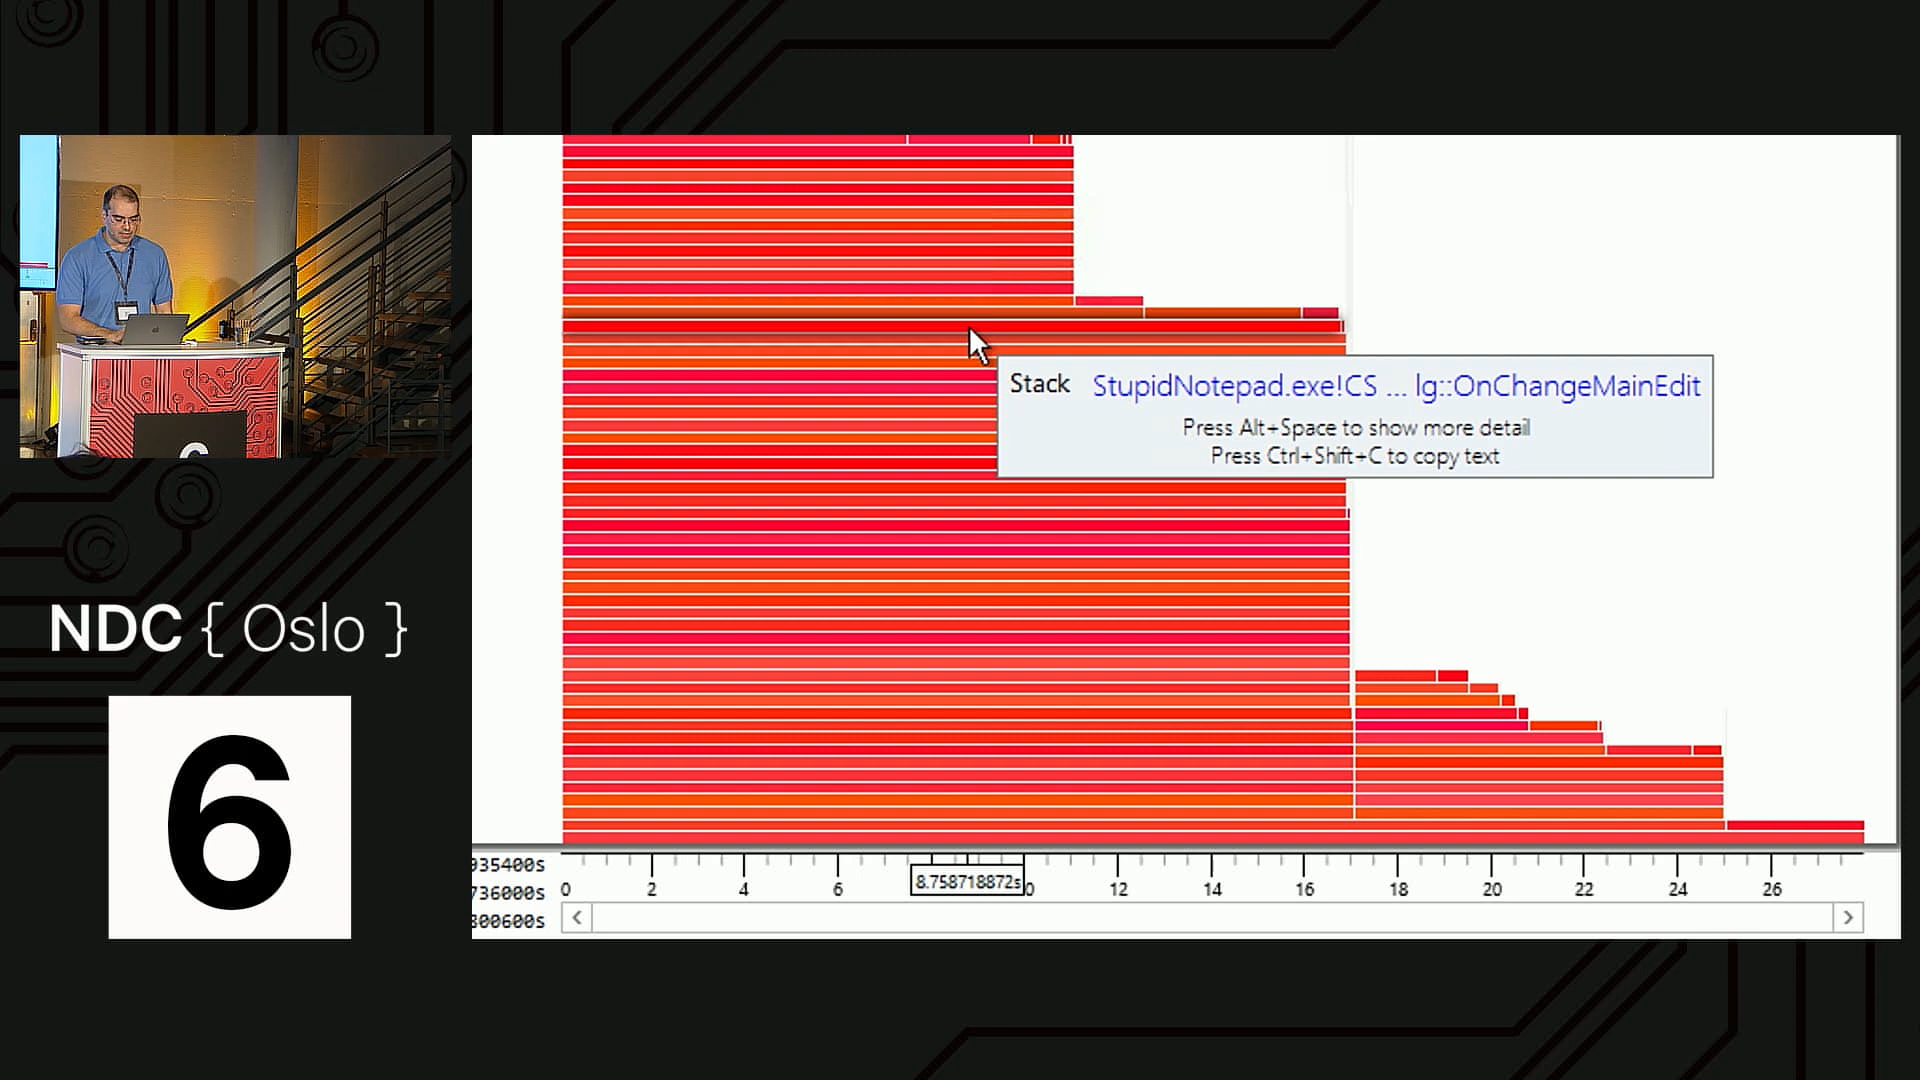 Stack StupidNotepad.exe!CS ... lg::OnChangeMainEdit
Press Alt+Space to show more detail
Press Ctrl+Shift+C to copy text
NDC { Oslo }
6
935400s
736000s
800600s
0 2 4 6 8.758718872s 0 12 14 16 18 20 22 24 26